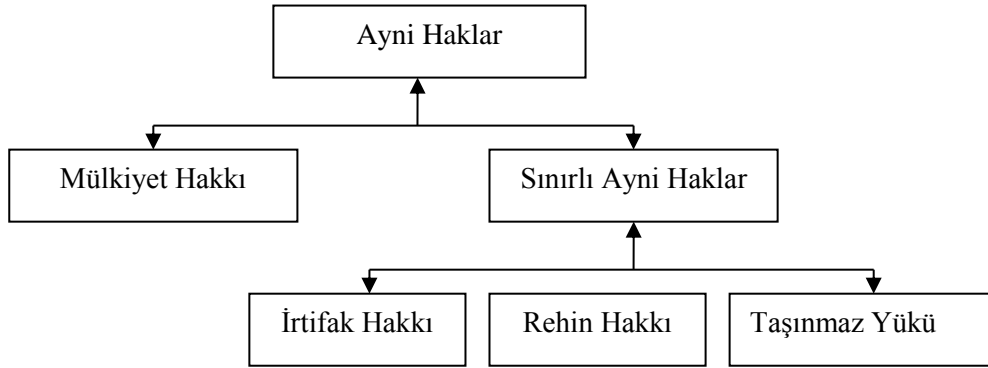 Ayni Haklar
Mülkiyet Hakkı
Sınırlı Ayni Haklar
İrtifak Hakkı
Rehin Hakkı
Taşınmaz Yükü